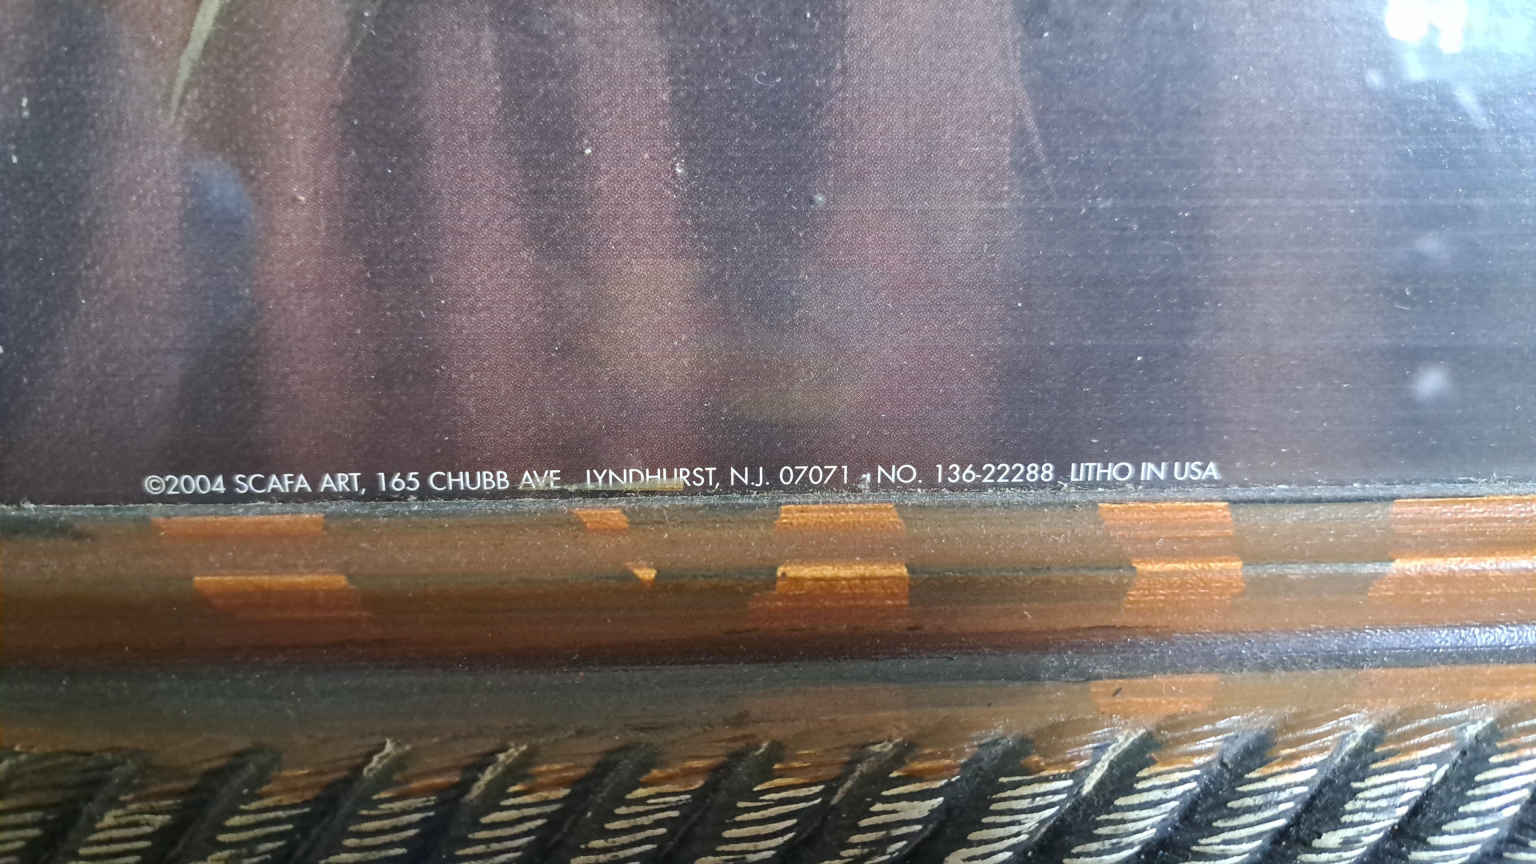 ©2004 SCAFA ART, 165 CHUBB AVE., LYNDHURST, N.J. 07071 - NO. 136-22288 LITHO IN USA